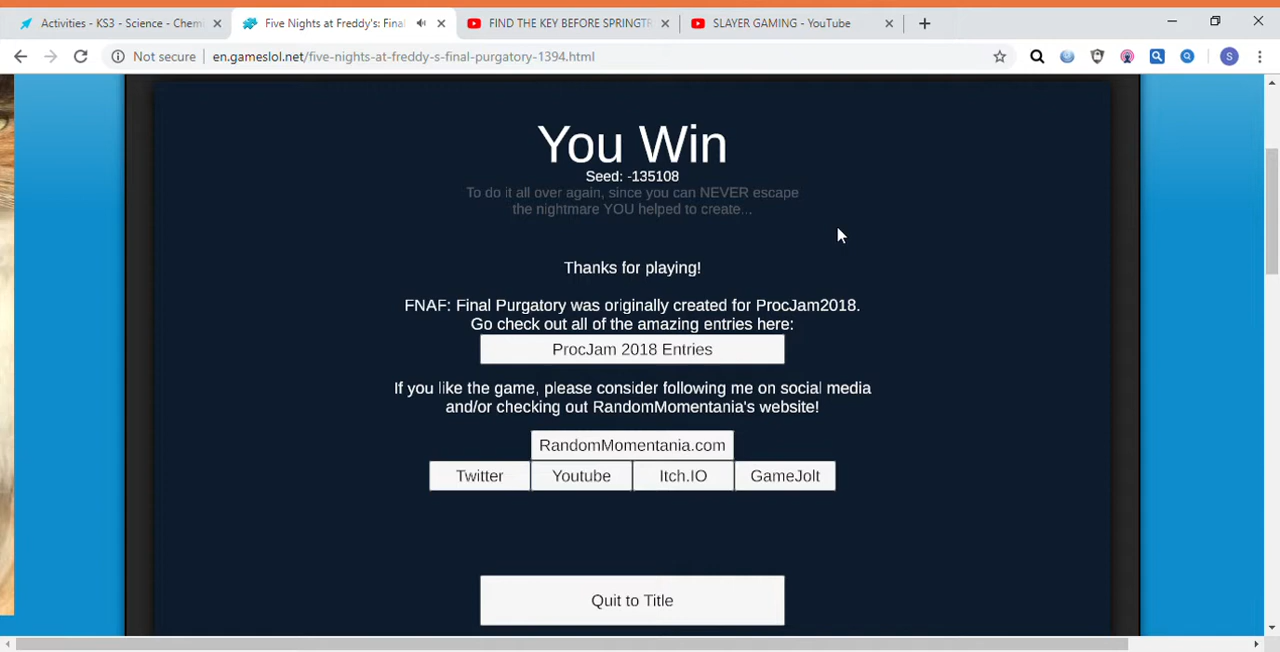 Activities - KS3 - Science - Chemi
Five Nights at Freddy's: Final
FIND THE KEY BEFORE SPRINGTR
SLAYER GAMING - YouTube
Not secure
en.gameslol.net/five-nights-at-freddy-s-final-purgatory-1394.html
S
You Win
Seed: -135108
To do it all over again, since you can NEVER escape
the nightmare YOU helped to create...
Thanks for playing!
FNAF: Final Purgatory was originally created for ProcJam2018.
Go check out all of the amazing entries here:
ProcJam 2018 Entries
If you like the game, please consider following me on social media
and/or checking out RandomMomentania's website!
RandomMomentania.com
Twitter Youtube Itch.IO GameJolt
Quit to Title